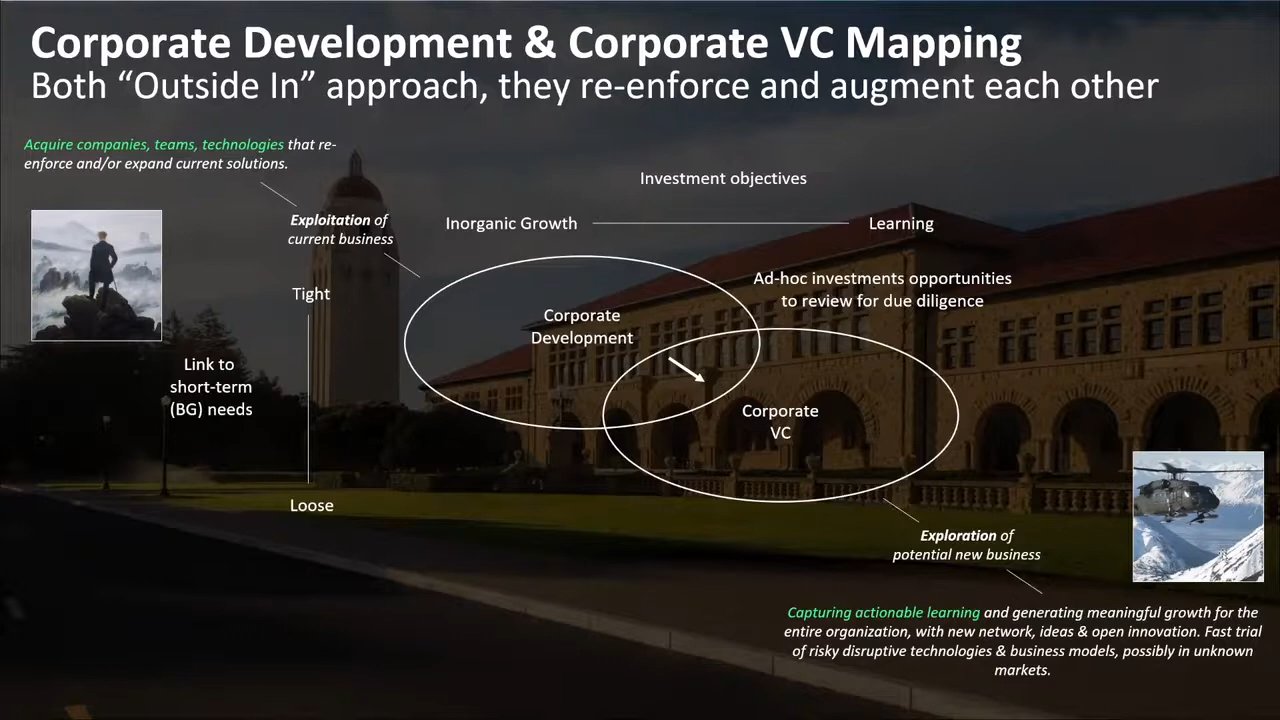 Corporate Development & Corporate VC Mapping
Both “Outside In” approach, they re-enforce and augment each other
Acquire companies, teams, technologies that re-
enforce and/or expand current solutions.
Investment objectives
Exploitation of
current business
Inorganic Growth
Learning
Ad-hoc investments opportunities
to review for due diligence
Tight
Corporate
Development
Link to
short-term
(BG) needs
Corporate
VC
Loose
Exploration of
potential new business
Capturing actionable learning and generating meaningful growth for the
entire organization, with new network, ideas & open innovation. Fast trial
of risky disruptive technologies & business models, possibly in unknown
markets.